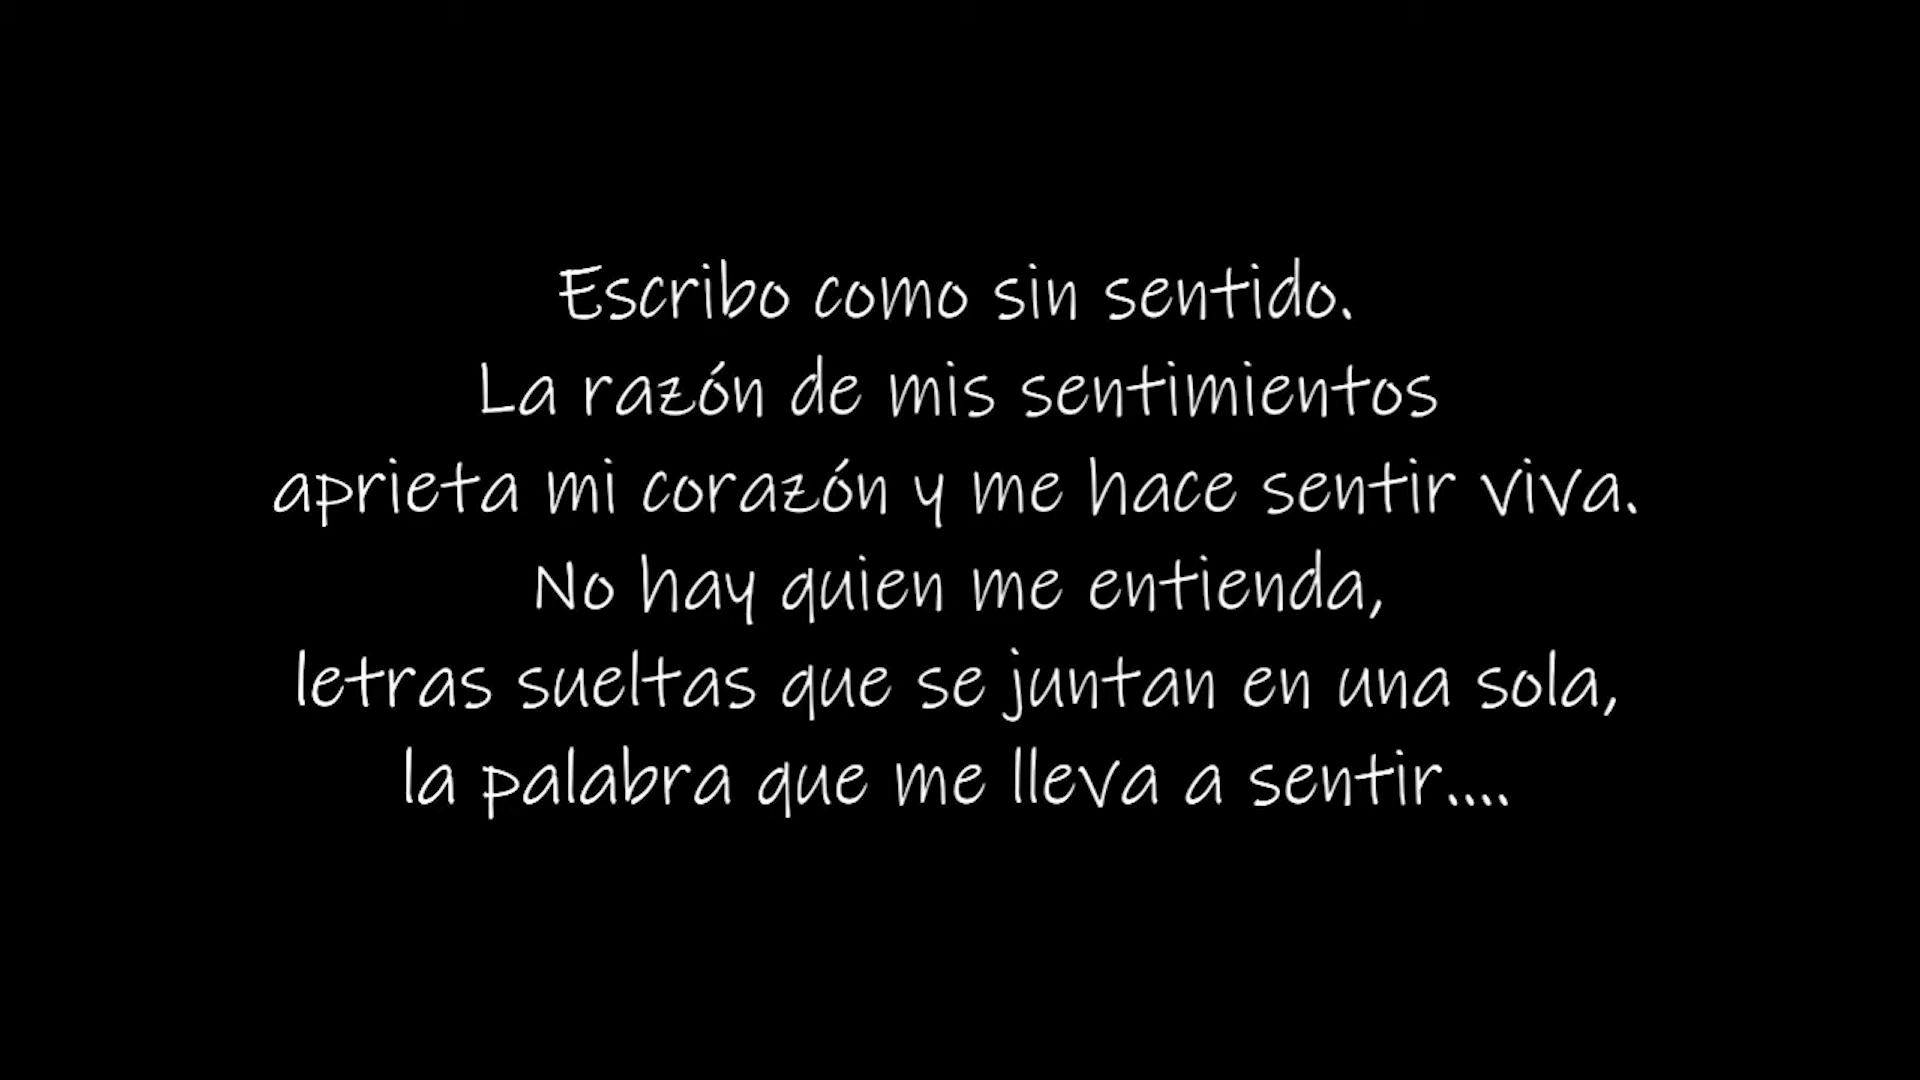 Escribo como sin sentido.
La razón de mis sentimientos
aprieta mi corazón y me hace sentir viva.
No hay quien me entienda,
letras sueltas que se juntan en una sola,
la palabra que me lleva a sentir....